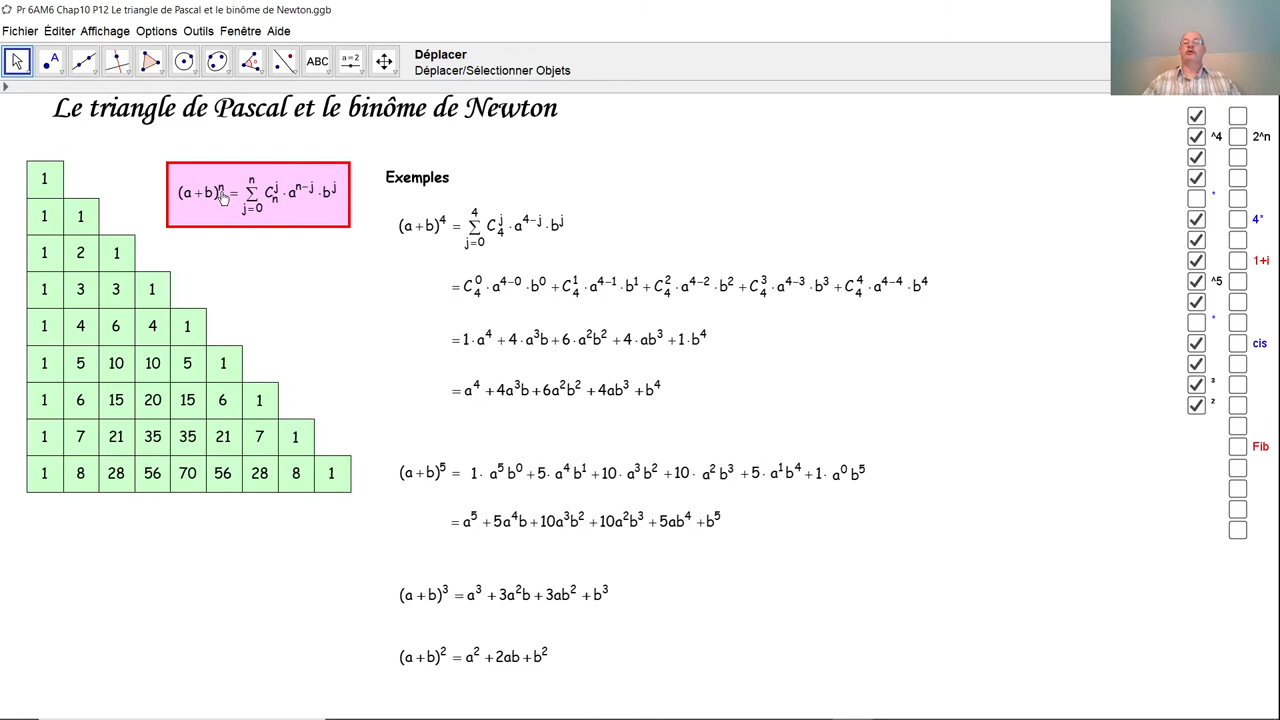 Pr 6AM6 Chap10 P12 Le triangle de Pascal et le binôme de Newton.ggb
Fichier Éditer Affichage Options Outils Fenêtre Aide
A ABC a=2
Déplacer
Déplacer/Sélectionner Objets
Le triangle de Pascal et le binôme de Newton
1
1 1
1 2 1
1 3 3 1
1 4 6 4 1
1 5 10 10 5 1
1 6 15 20 15 6 1
1 7 21 35 35 21 7 1
1 8 28 56 70 56 28 8 1
(a+b)^n = ∑_{j=0}^{n} C_n^j · a^{n-j} · b^j
Exemples
(a+b)^4 = ∑_{j=0}^{4} C_4^j · a^{4-j} · b^j
= C_4^0 · a^{4-0} · b^0 + C_4^1 · a^{4-1} · b^1 + C_4^2 · a^{4-2} · b^2 + C_4^3 · a^{4-3} · b^3 + C_4^4 · a^{4-4} · b^4
= 1·a^4 + 4·a^3b + 6·a^2b^2 + 4·ab^3 + 1·b^4
= a^4 + 4a^3b + 6a^2b^2 + 4ab^3 + b^4
(a+b)^5 = 1· a^5 b^0 + 5· a^4 b^1 + 10· a^3 b^2 + 10· a^2 b^3 + 5· a^1 b^4 + 1· a^0 b^5
= a^5 + 5a^4b + 10a^3b^2 + 10a^2b^3 + 5ab^4 + b^5
(a+b)^3 = a^3 + 3a^2b + 3ab^2 + b^3
(a+b)^2 = a^2 + 2ab + b^2
^4 2^n
*
4*
1+i
^5
*
cis
³
²
Fib